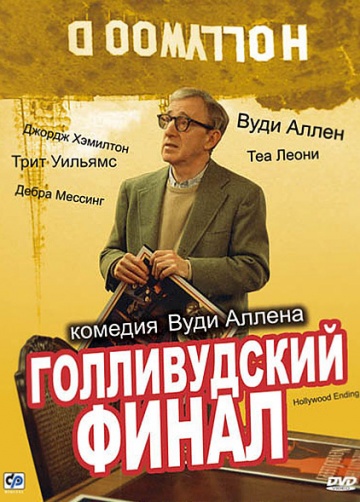 HOLLYWOOD
Джордж Хэмилтон
Вуди Аллен
Трит Уильямс
Теа Леони
Дебра Мессинг
комедия Вуди Аллена
ГОЛЛИВУДСКИЙ
Hollywood Ending
ФИНАЛ
CP
DVD